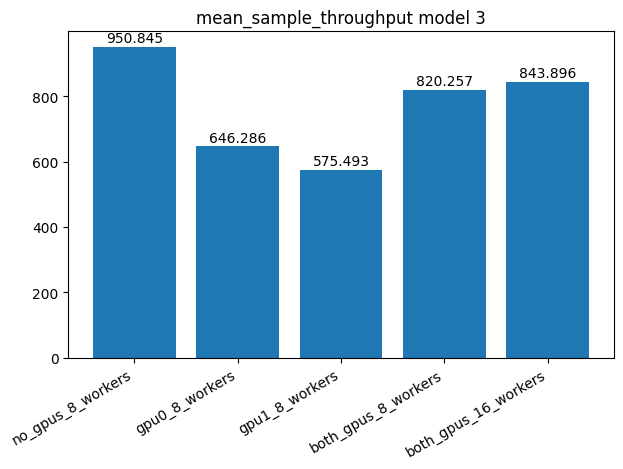 mean_sample_throughput model 3
950.845
646.286
575.493
820.257
843.896
800
600
400
200
0
no_gpus_8_workers
gpu0_8_workers
gpu1_8_workers
both_gpus_8_workers
both_gpus_16_workers